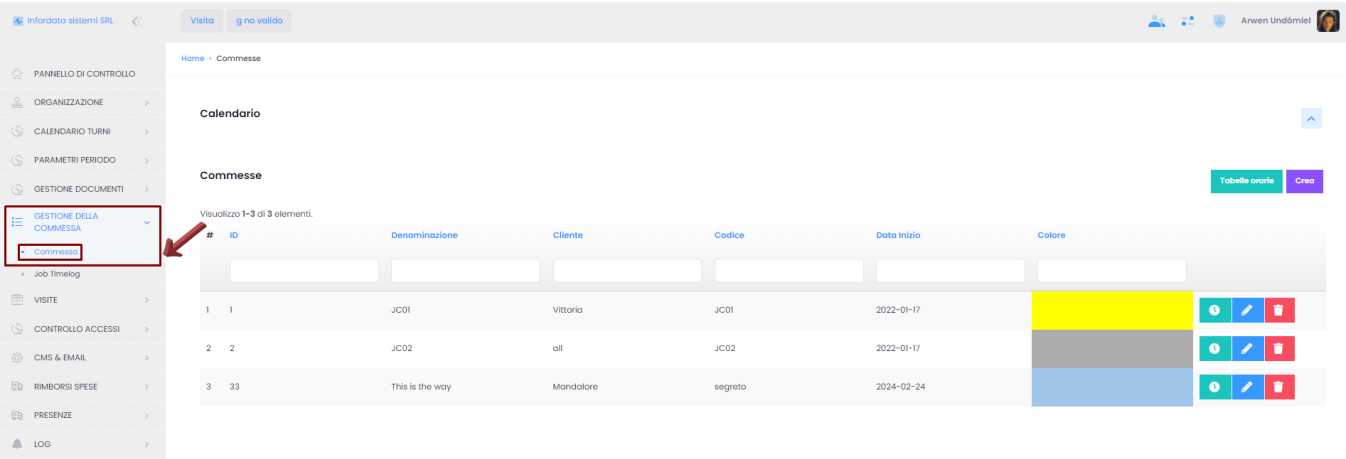 Infordata sistemi SRL
Visita
g no valido
Arwen Undómiel
Home • Commesse
PANNELLO DI CONTROLLO
ORGANIZZAZIONE
CALENDARIO TURNI
PARAMETRI PERIODO
GESTIONE DOCUMENTI
GESTIONE DELLA
COMMESSA
Commessa
Job Timelog
VISITE
CONTROLLO ACCESSI
CMS & EMAIL
RIMBORSI SPESE
PRESENZE
LOG
Calendario
Commesse
Tabelle orarie
Crea
Visualizzo 1-3 di 3 elementi.
# ID Denominazione Cliente Codice Data Inizio Colore
1 1 JC01 Vittoria JC01 2022-01-17
2 2 JC02 all JC02 2022-01-17
3 33 This is the way Mandalore segreto 2024-02-24